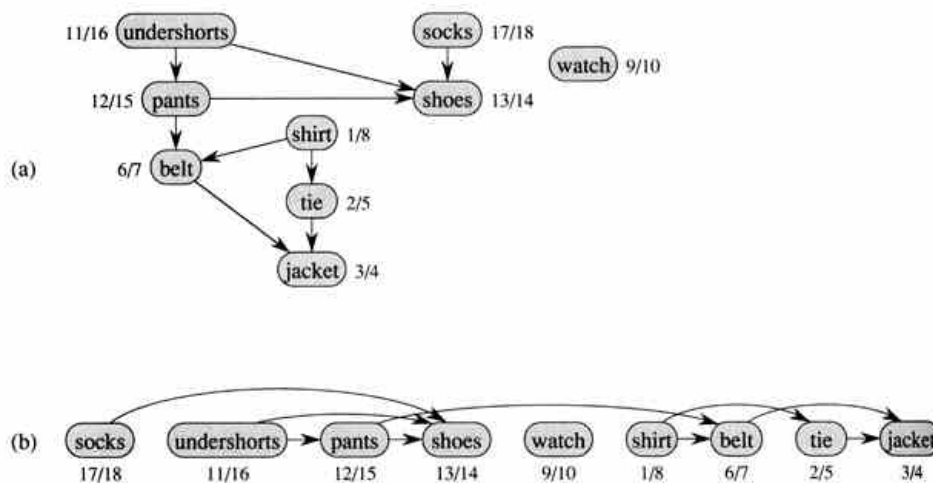 11/16 undershorts socks 17/18
watch 9/10
12/15 pants shoes 13/14
shirt 1/8
(a) 6/7 belt
tie 2/5
jacket 3/4
(b) socks undershorts pants shoes watch shirt belt tie jacket
17/18 11/16 12/15 13/14 9/10 1/8 6/7 2/5 3/4